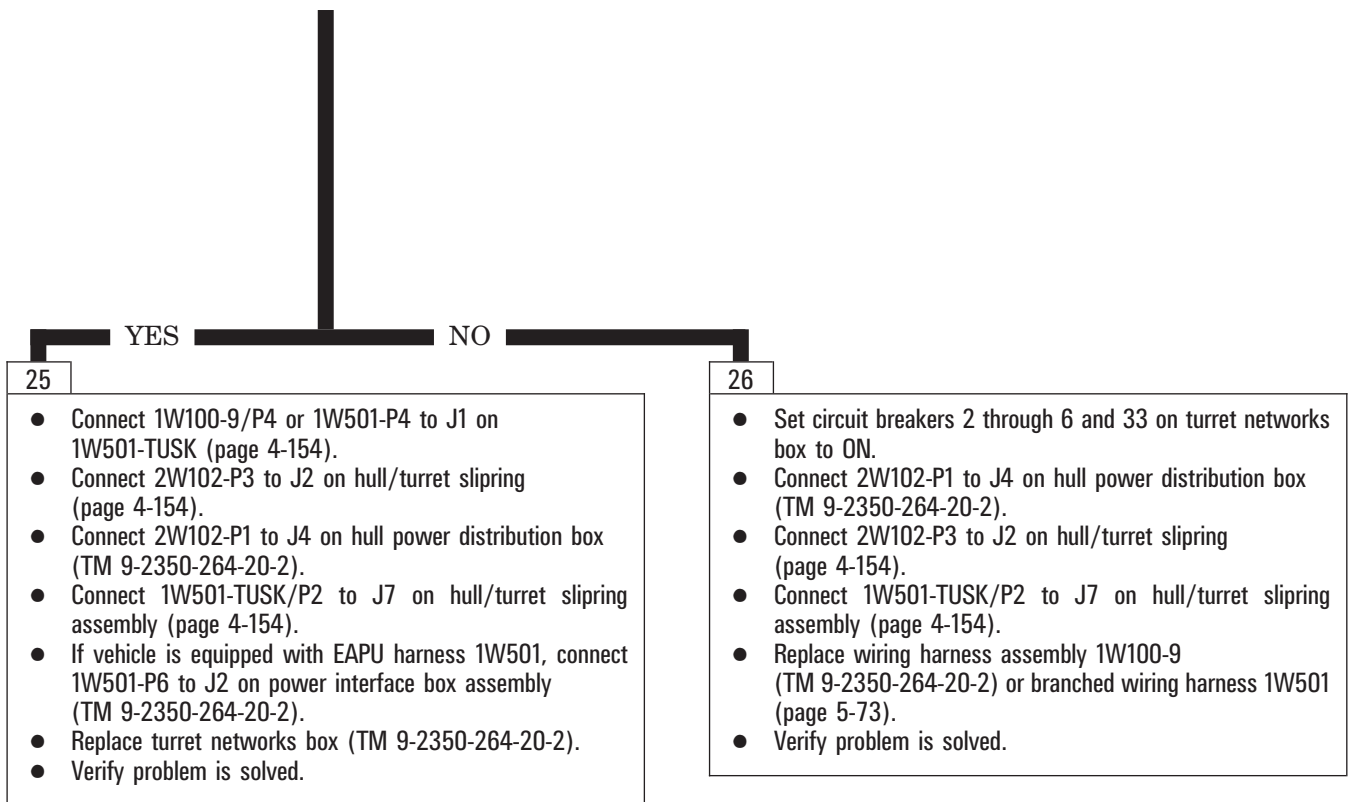 YES
NO
25
● Connect 1W100-9/P4 or 1W501-P4 to J1 on
1W501-TUSK (page 4-154).
● Connect 2W102-P3 to J2 on hull/turret slipring
(page 4-154).
● Connect 2W102-P1 to J4 on hull power distribution box
(TM 9-2350-264-20-2).
● Connect 1W501-TUSK/P2 to J7 on hull/turret slipring
assembly (page 4-154).
● If vehicle is equipped with EAPU harness 1W501, connect
1W501-P6 to J2 on power interface box assembly
(TM 9-2350-264-20-2).
● Replace turret networks box (TM 9-2350-264-20-2).
● Verify problem is solved.
26
● Set circuit breakers 2 through 6 and 33 on turret networks
box to ON.
● Connect 2W102-P1 to J4 on hull power distribution box
(TM 9-2350-264-20-2).
● Connect 2W102-P3 to J2 on hull/turret slipring
(page 4-154).
● Connect 1W501-TUSK/P2 to J7 on hull/turret slipring
assembly (page 4-154).
● Replace wiring harness assembly 1W100-9
(TM 9-2350-264-20-2) or branched wiring harness 1W501
(page 5-73).
● Verify problem is solved.